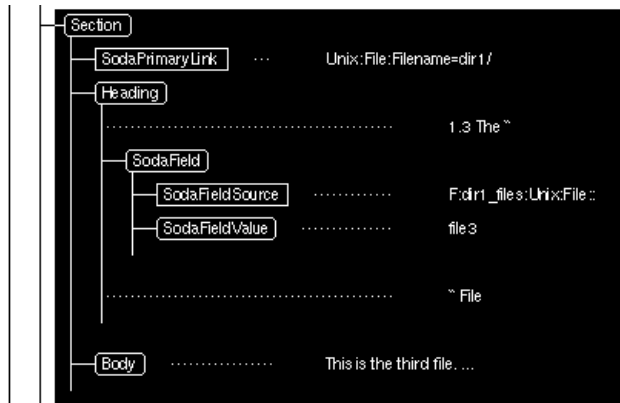 Section
SodaPrimaryLink ... Unix:File:Filename=dir1/
Heading
1.3 The ~
SodaField
SodaFieldSource F:dir1_files:Unix:File::
SodaFieldValue file3
~ File
Body This is the third file. ...